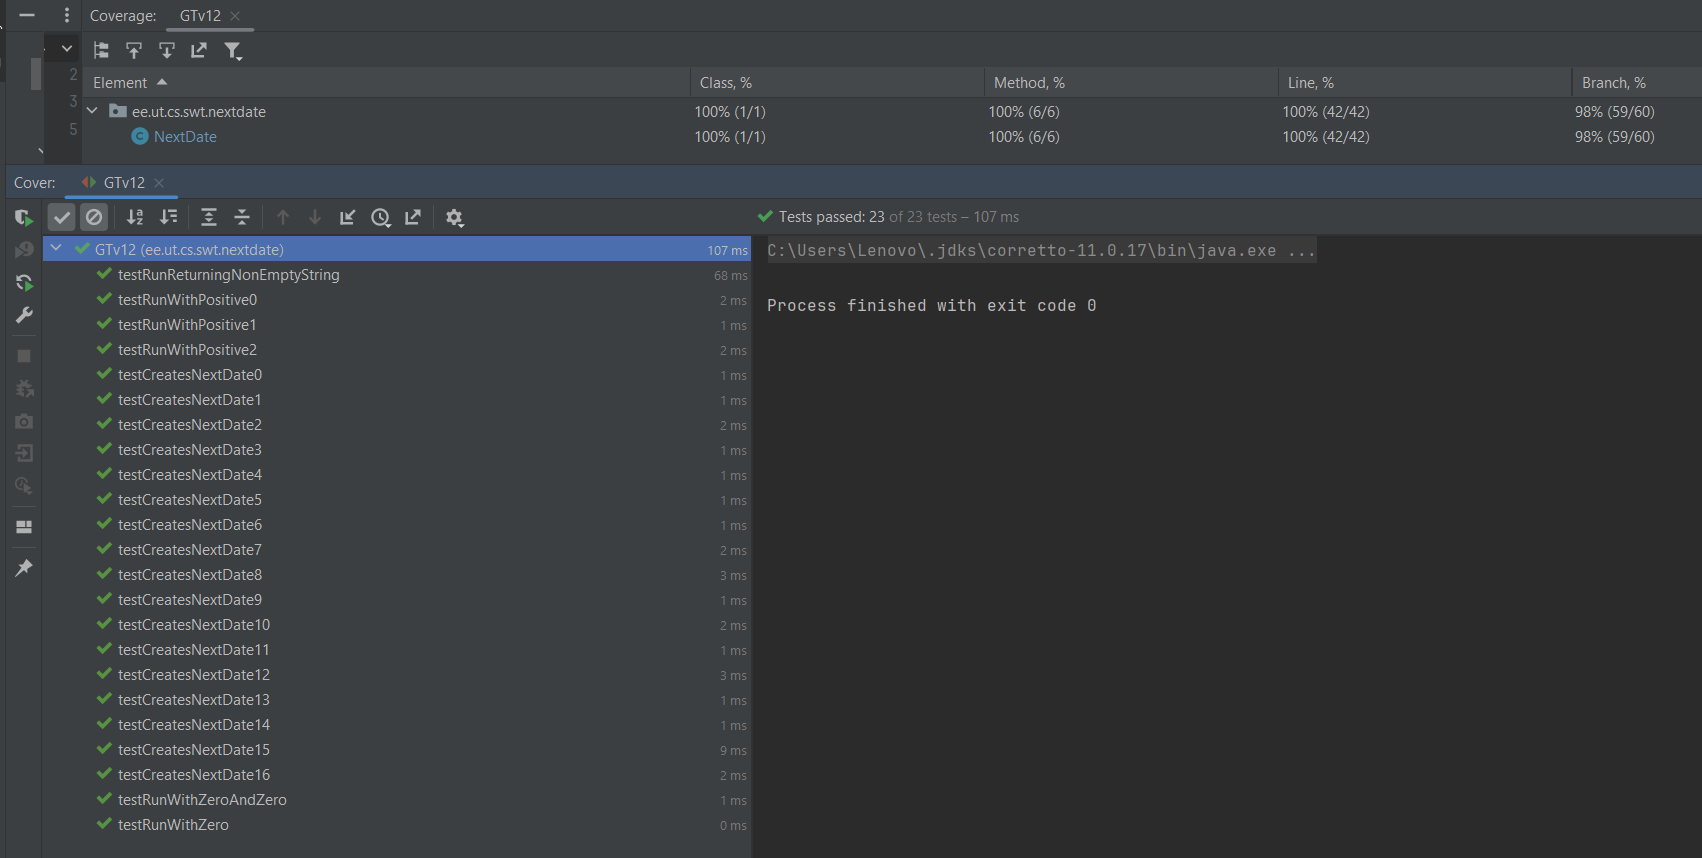 Coverage: GTv12
Element Class, % Method, % Line, % Branch, %
2
3
5
ee.ut.cs.swt.nextdate 100% (1/1) 100% (6/6) 100% (42/42) 98% (59/60)
NextDate 100% (1/1) 100% (6/6) 100% (42/42) 98% (59/60)
Cover: GTv12
Tests passed: 23 of 23 tests – 107 ms
GTv12 (ee.ut.cs.swt.nextdate) 107 ms
testRunReturningNonEmptyString 68 ms
testRunWithPositive0 2 ms
testRunWithPositive1 1 ms
testRunWithPositive2 2 ms
testCreatesNextDate0 1 ms
testCreatesNextDate1 1 ms
testCreatesNextDate2 2 ms
testCreatesNextDate3 1 ms
testCreatesNextDate4 1 ms
testCreatesNextDate5 1 ms
testCreatesNextDate6 1 ms
testCreatesNextDate7 2 ms
testCreatesNextDate8 3 ms
testCreatesNextDate9 1 ms
testCreatesNextDate10 2 ms
testCreatesNextDate11 1 ms
testCreatesNextDate12 3 ms
testCreatesNextDate13 1 ms
testCreatesNextDate14 1 ms
testCreatesNextDate15 9 ms
testCreatesNextDate16 2 ms
testRunWithZeroAndZero 1 ms
testRunWithZero 0 ms
C:\Users\Lenovo\.jdks\corretto-11.0.17\bin\java.exe ...
Process finished with exit code 0